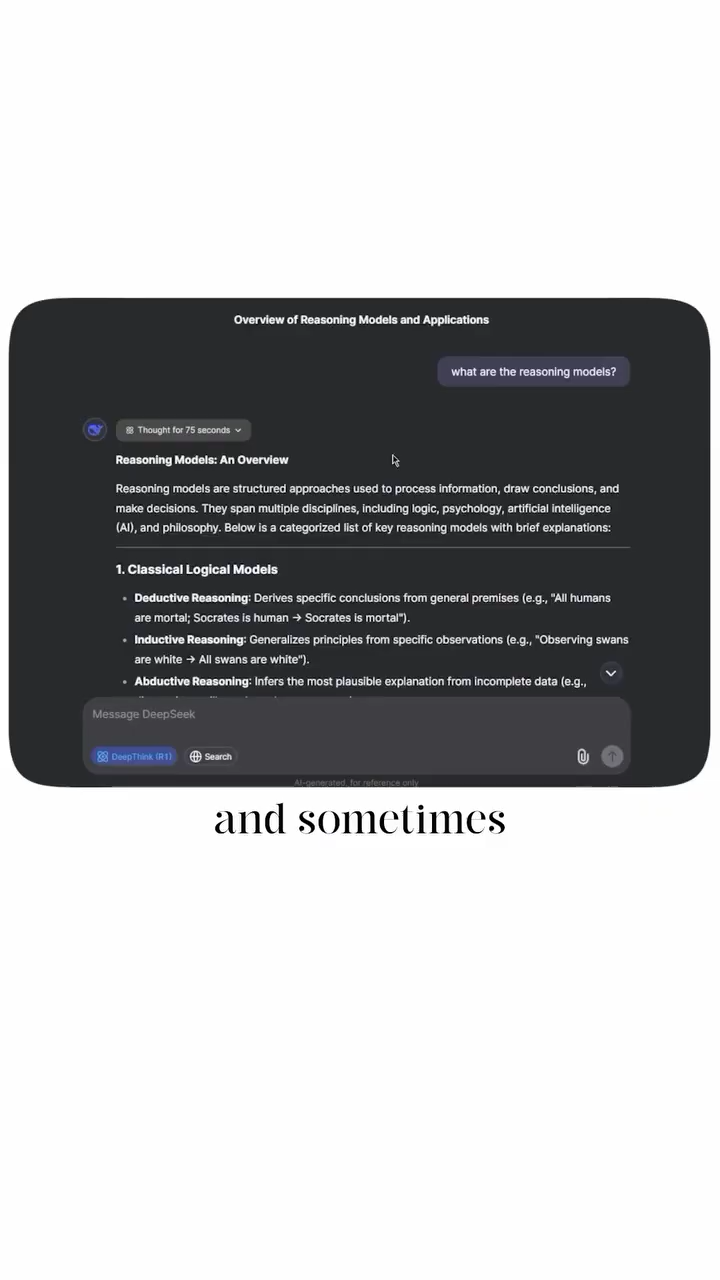 Overview of Reasoning Models and Applications
what are the reasoning models?
Thought for 75 seconds
Reasoning Models: An Overview
Reasoning models are structured approaches used to process information, draw conclusions, and
make decisions. They span multiple disciplines, including logic, psychology, artificial intelligence
(AI), and philosophy. Below is a categorized list of key reasoning models with brief explanations:
1. Classical Logical Models
• Deductive Reasoning: Derives specific conclusions from general premises (e.g., "All humans
are mortal; Socrates is human → Socrates is mortal").
• Inductive Reasoning: Generalizes principles from specific observations (e.g., "Observing swans
are white → All swans are white").
• Abductive Reasoning: Infers the most plausible explanation from incomplete data (e.g.,
Message DeepSeek
DeepThink (R1) Search
AI-generated, for reference only
and sometimes